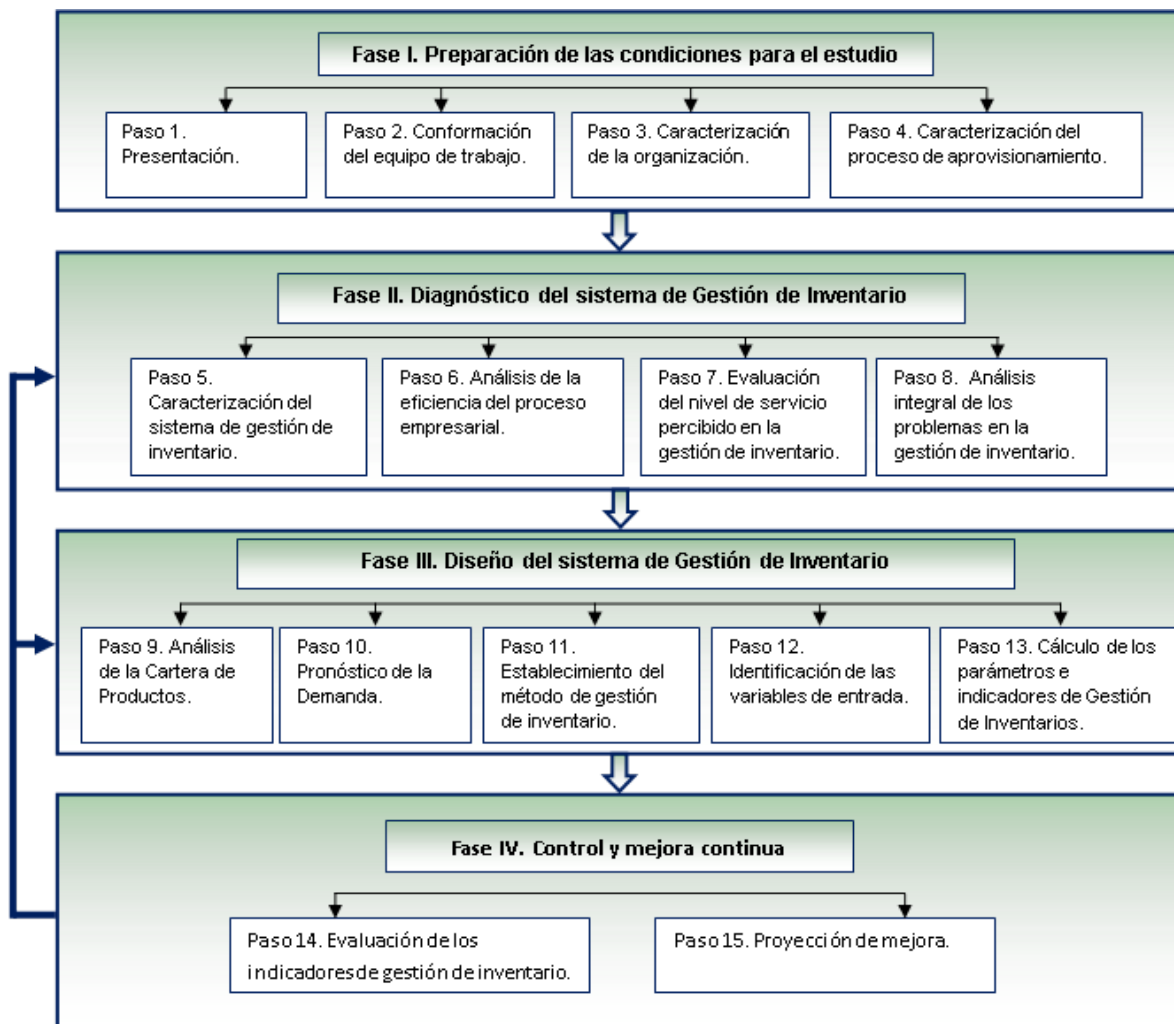 Fase I. Preparación de las condiciones para el estudio
Paso 1.
Presentación.
Paso 2. Conformación
del equipo de trabajo.
Paso 3. Caracterización
de la organización.
Paso 4. Caracterización del
proceso de aprovisionamiento.
Fase II. Diagnóstico del sistema de Gestión de Inventario
Paso 5.
Caracterización del
sistema de gestión de
inventario.
Paso 6. Análisis de la
eficiencia del proceso
empresarial.
Paso 7. Evaluación
del nivel de servicio
percibido en la
gestión de inventario.
Paso 8. Análisis
integral de los
problemas en la
gestión de inventario.
Fase III. Diseño del sistema de Gestión de Inventario
Paso 9. Análisis
de la Cartera de
Productos.
Paso 10.
Pronóstico de la
Demanda.
Paso 11.
Establecimiento del
método de gestión
de inventario.
Paso 12.
Identificación de las
variables de entrada.
Paso 13. Cálculo de los
parámetros e
indicadores de Gestión
de Inventarios.
Fase IV. Control y mejora continua
Paso 14. Evaluación de los
indicadores de gestión de inventario.
Paso 15. Proyección de mejora.